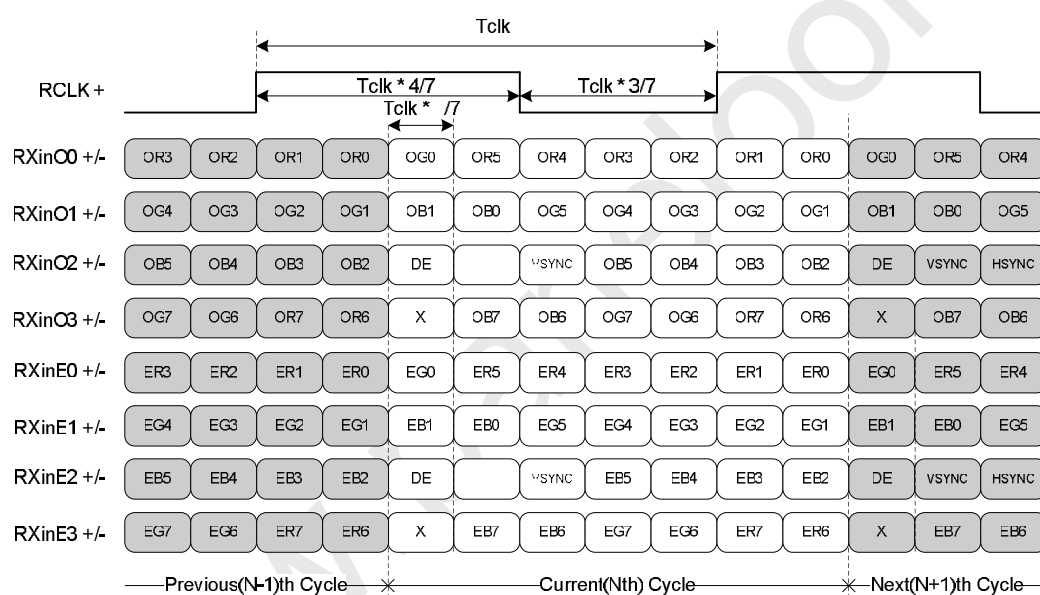 Tclk
RCLK +
Tclk * 4/7
Tclk * 3/7
Tclk * /7
RXinO0 +/- OR3 OR2 OR1 OR0 OG0 OR5 OR4 OR3 OR2 OR1 OR0 OG0 OR5 OR4
RXinO1 +/- OG4 OG3 OG2 OG1 OB1 OB0 OG5 OG4 OG3 OG2 OG1 OB1 OB0 OG5
RXinO2 +/- OB5 OB4 OB3 OB2 DE SYNC OB5 OB4 OB3 OB2 DE VSYNC HSYNC
RXinO3 +/- OG7 OG6 OR7 OR6 X OB7 OB6 OG7 OG6 OR7 OR6 X OB7 OB6
RXinE0 +/- ER3 ER2 ER1 ER0 EG0 ER5 ER4 ER3 ER2 ER1 ER0 EG0 ER5 ER4
RXinE1 +/- EG4 EG3 EG2 EG1 EB1 EB0 EG5 EG4 EG3 EG2 EG1 EB1 EB0 EG5
RXinE2 +/- EB5 EB4 EB3 EB2 DE SYNC EB5 EB4 EB3 EB2 DE VSYNC HSYNC
RXinE3 +/- EG7 EG6 ER7 ER6 X EB7 EB6 EG7 EG6 ER7 ER6 X EB7 EB6
Previous(N-1)th Cycle Current(Nth) Cycle Next(N+1)th Cycle